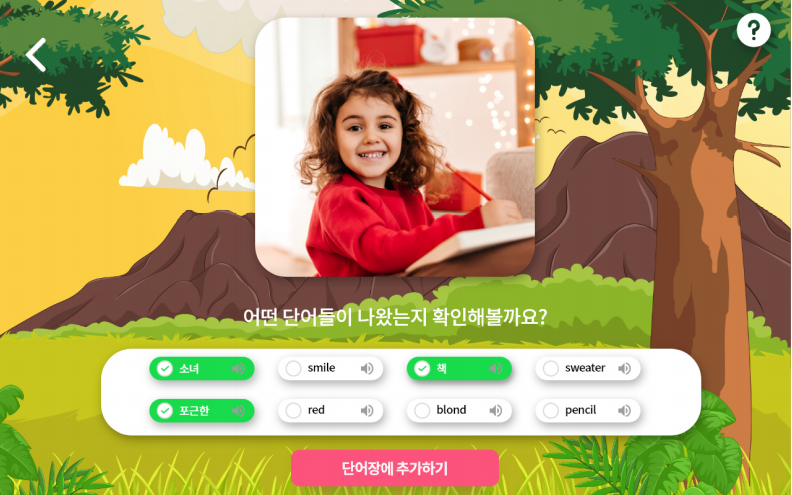 ?
어떤 단어들이 나왔는지 확인해볼까요?
소녀 smile 책 sweater
포근한 red blond pencil
단어장에 추가하기